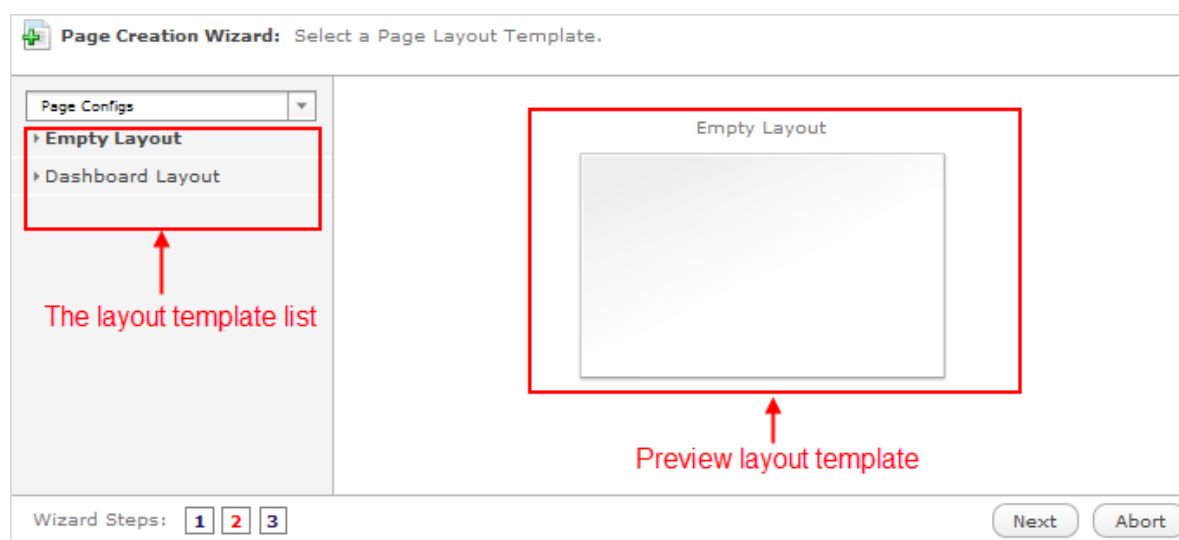 Page Creation Wizard: Select a Page Layout Template.
Page Configs
Empty Layout
Dashboard Layout
The layout template list
Empty Layout
Preview layout template
Wizard Steps: 1 2 3
Next Abort